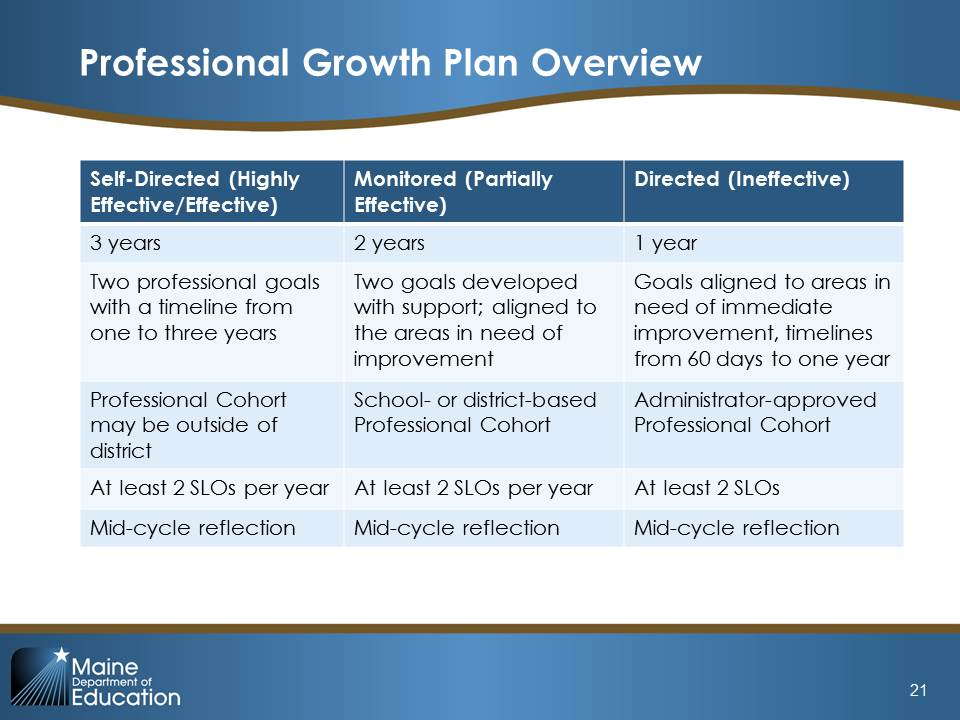 Professional Growth Plan Overview
Self-Directed (Highly
Effective/Effective)
Monitored (Partially
Effective)
Directed (Ineffective)
3 years
2 years
1 year
Two professional goals
with a timeline from
one to three years
Two goals developed
with support; aligned to
the areas in need of
improvement
Goals aligned to areas in
need of immediate
improvement, timelines
from 60 days to one year
Professional Cohort
may be outside of
district
School- or district-based
Professional Cohort
Administrator-approved
Professional Cohort
At least 2 SLOs per year
At least 2 SLOs per year
At least 2 SLOs
Mid-cycle reflection
Mid-cycle reflection
Mid-cycle reflection
Maine
Department of
Education
21